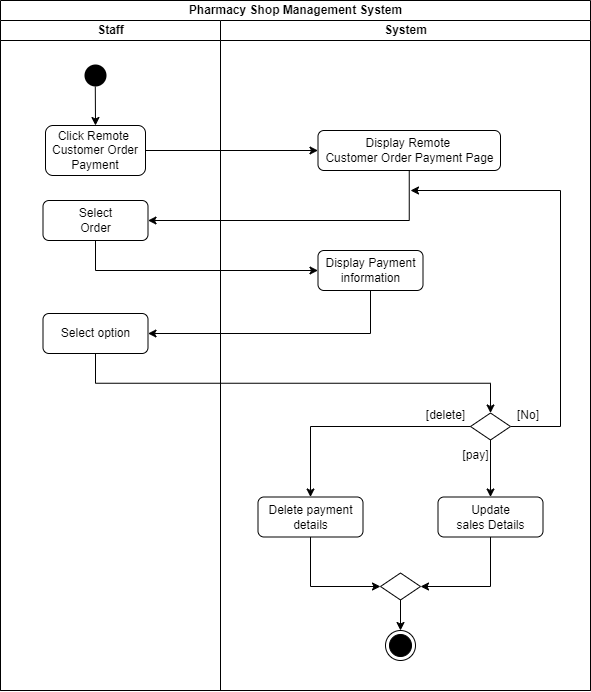 Pharmacy Shop Management System
Staff
System
Click Remote
Customer Order
Payment
Display Remote
Customer Order Payment Page
Select
Order
Display Payment
information
Select option
[delete]
[No]
[pay]
Delete payment
details
Update
sales Details